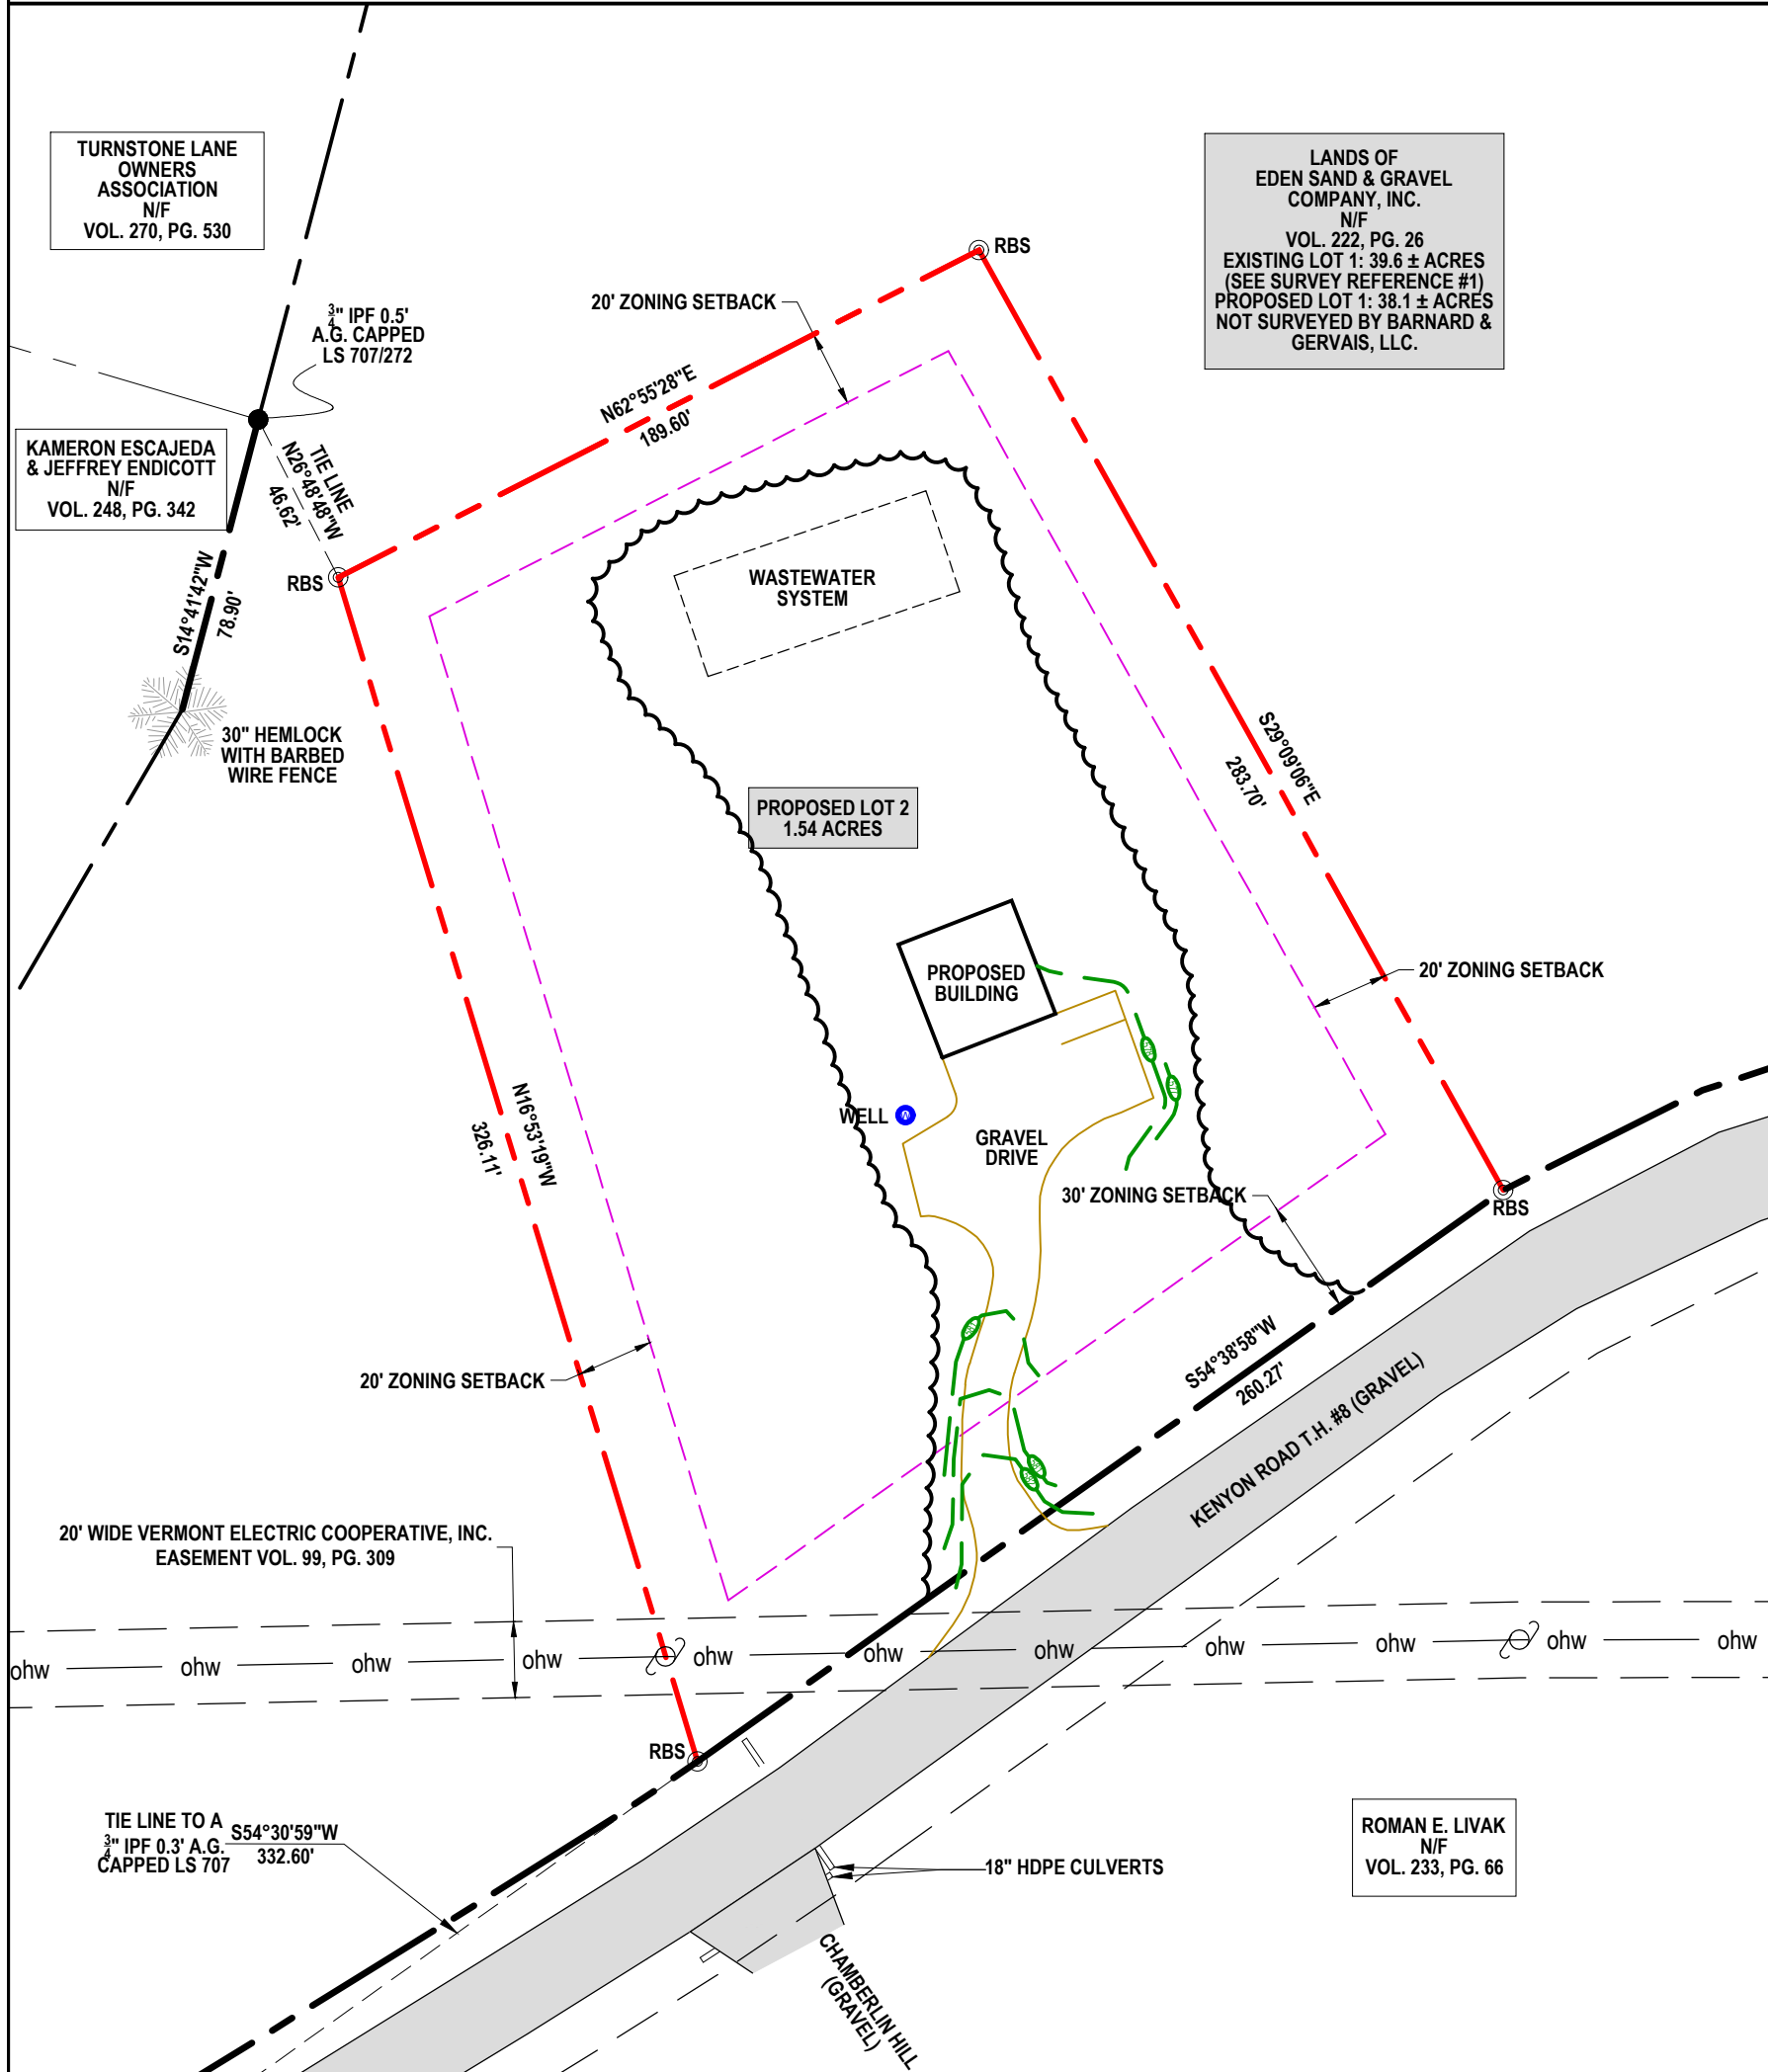 TURNSTONE LANE
OWNERS
ASSOCIATION
N/F
VOL. 270, PG. 530
LANDS OF
EDEN SAND & GRAVEL
COMPANY, INC.
N/F
VOL. 222, PG. 26
EXISTING LOT 1: 39.6 ± ACRES
(SEE SURVEY REFERENCE #1)
PROPOSED LOT 1: 38.1 ± ACRES
NOT SURVEYED BY BARNARD &
GERVAIS, LLC.
RBS
20' ZONING SETBACK
3/4" IPF 0.5'
A.G. CAPPED
LS 707/272
N62°55'28"E
189.60'
KAMERON ESCAJEDA
& JEFFREY ENDICOTT
N/F
VOL. 248, PG. 342
TIE LINE
N26°48'48"W
46.62'
RBS
S14°41'42"W
78.90'
WASTEWATER
SYSTEM
30" HEMLOCK
WITH BARBED
WIRE FENCE
S29°09'06"E
283.70'
PROPOSED LOT 2
1.54 ACRES
PROPOSED
BUILDING
20' ZONING SETBACK
N16°53'19"W
326.11'
WELL
W
GRAVEL
DRIVE
30' ZONING SETBACK
RBS
20' ZONING SETBACK
S54°38'58"W
260.27'
KENYON ROAD T.H. #8 (GRAVEL)
20' WIDE VERMONT ELECTRIC COOPERATIVE, INC.
EASEMENT VOL. 99, PG. 309
ohw ohw ohw ohw ohw ohw ohw ohw ohw ohw ohw
RBS
TIE LINE TO A
3/4" IPF 0.3' A.G.
CAPPED LS 707
S54°30'59"W
332.60'
18" HDPE CULVERTS
ROMAN E. LIVAK
N/F
VOL. 233, PG. 66
CHAMBERLIN HILL
(GRAVEL)